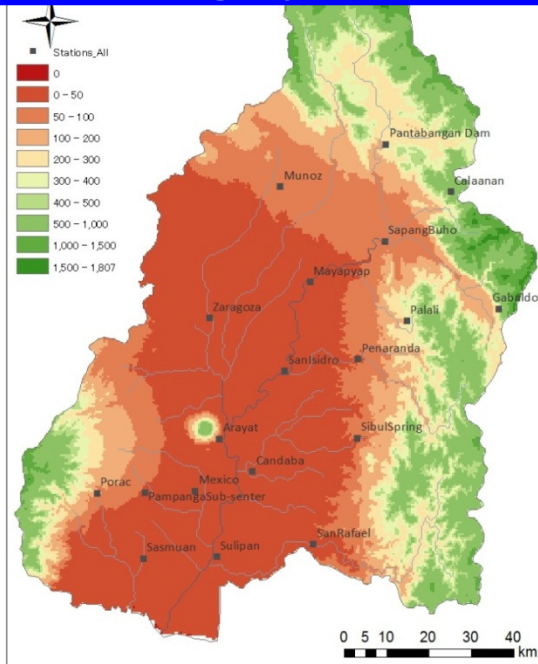 Stations_All
0
0 – 50
50 – 100
100 – 200
200 – 300
300 – 400
400 – 500
500 – 1,000
1,000 – 1,500
1,500 – 1,807
Pantabangan Dam
Munoz
Calaanan
SapangBuho
Mayapyap
Gabaldon
Zaragoza
Palali
Penaranda
SanIsidro
Arayat
SibulSpring
Candaba
Porac
Mexico
PampangaSub-senter
SanRafael
Sasmuan
Sulipan
0 5 10 20 30 40
km